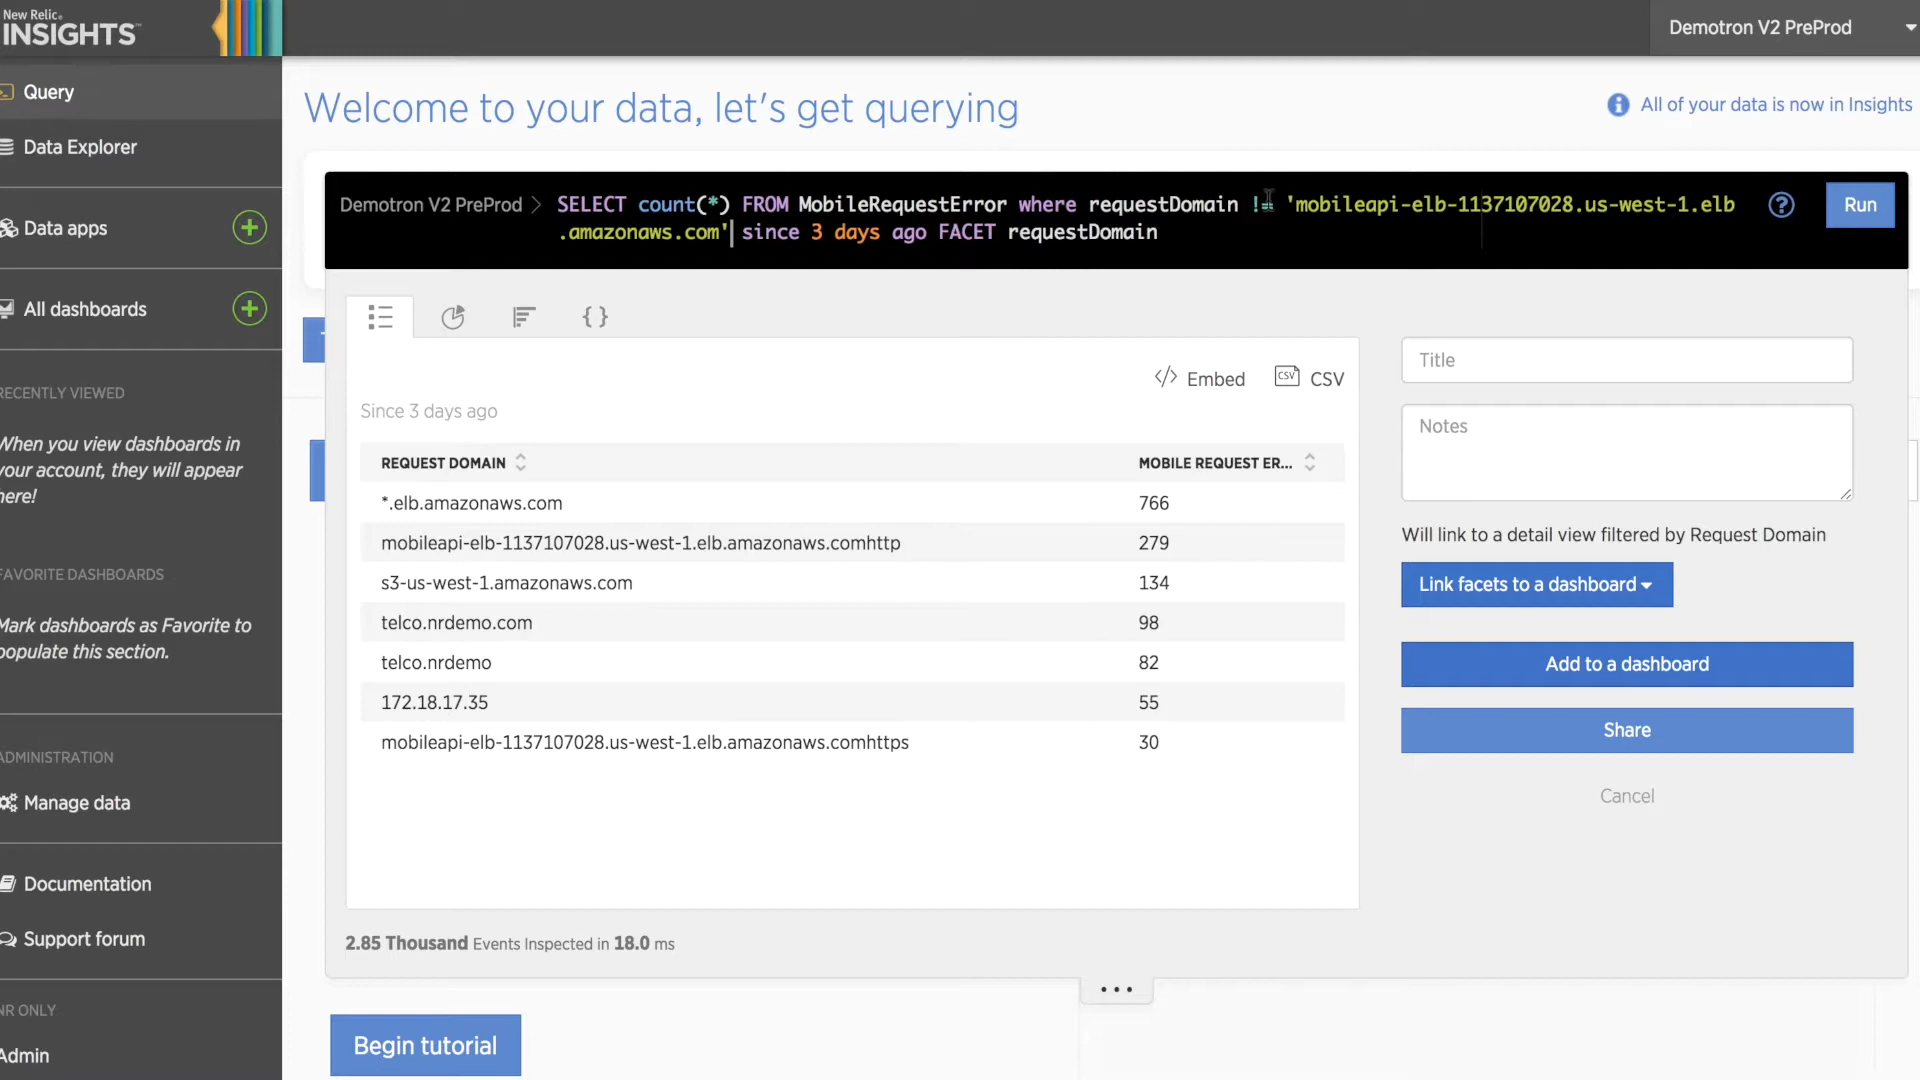 New Relic.
INSIGHTS™
Demotron V2 PreProd
Query
Data Explorer
Data apps
All dashboards
RECENTLY VIEWED
When you view dashboards in
your account, they will appear
here!
FAVORITE DASHBOARDS
Mark dashboards as Favorite to
populate this section.
ADMINISTRATION
Manage data
Documentation
Support forum
NR ONLY
Admin
Welcome to your data, let's get querying
All of your data is now in Insights
Demotron V2 PreProd > SELECT count(*) FROM MobileRequestError where requestDomain != 'mobileapi-elb-1137107028.us-west-1.elb
.amazonaws.com' since 3 days ago FACET requestDomain
? Run
{ }
</> Embed CSV CSV
Since 3 days ago
REQUEST DOMAIN MOBILE REQUEST ER...
*.elb.amazonaws.com 766
mobileapi-elb-1137107028.us-west-1.elb.amazonaws.comhttp 279
s3-us-west-1.amazonaws.com 134
telco.nrdemo.com 98
telco.nrdemo 82
172.18.17.35 55
mobileapi-elb-1137107028.us-west-1.elb.amazonaws.comhttps 30
2.85 Thousand Events Inspected in 18.0 ms
Title
Notes
Will link to a detail view filtered by Request Domain
Link facets to a dashboard
Add to a dashboard
Share
Cancel
...
Begin tutorial